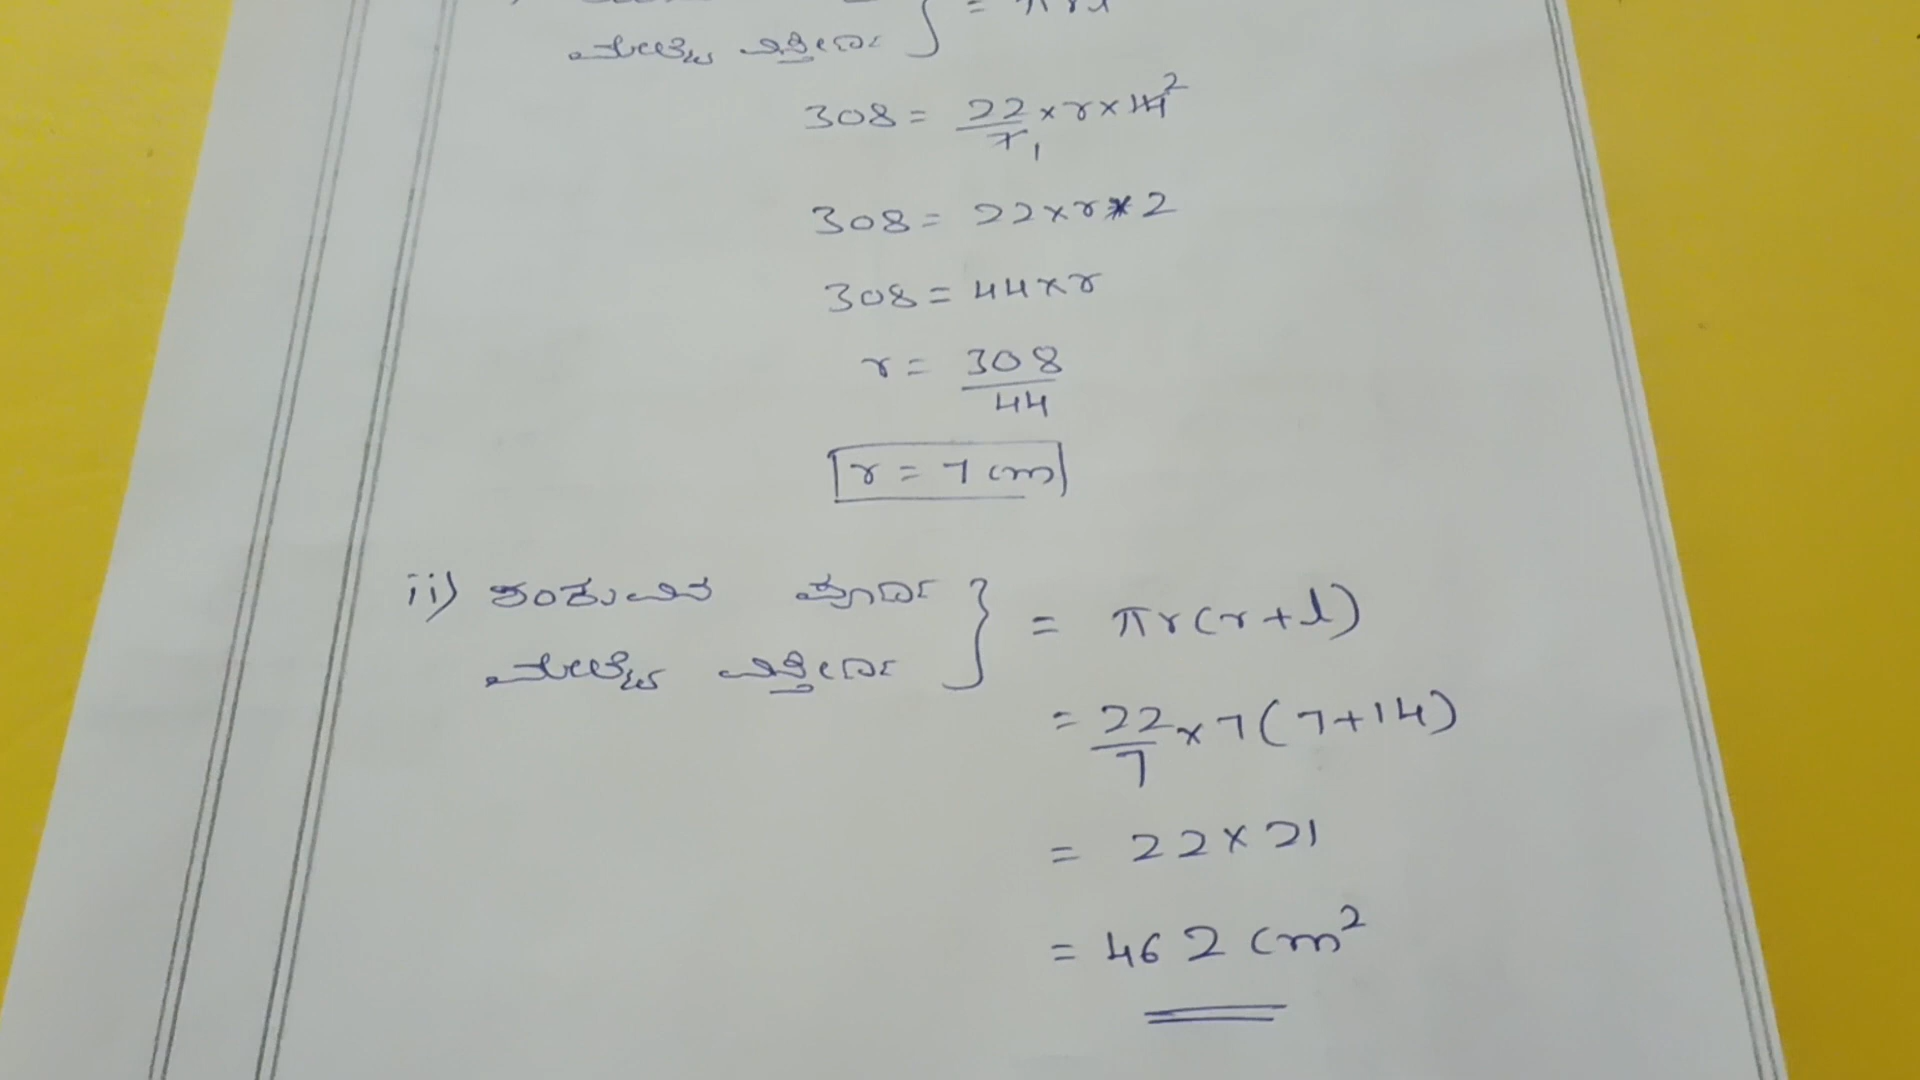 ಮೇಲ್ಮೈ ವಿಸ್ತೀರ್ಣ } = πrl
308 = 22/7 × r × 14
308 = 22 × r × 2
308 = 44 × r
r = 308/44
r = 7 cm
ii) ಶಂಕುವಿನ ಪೂರ್ಣ
ಮೇಲ್ಮೈ ವಿಸ್ತೀರ್ಣ } = πr(r+l)
= 22/7 × 7 (7+14)
= 22 × 21
= 462 cm²